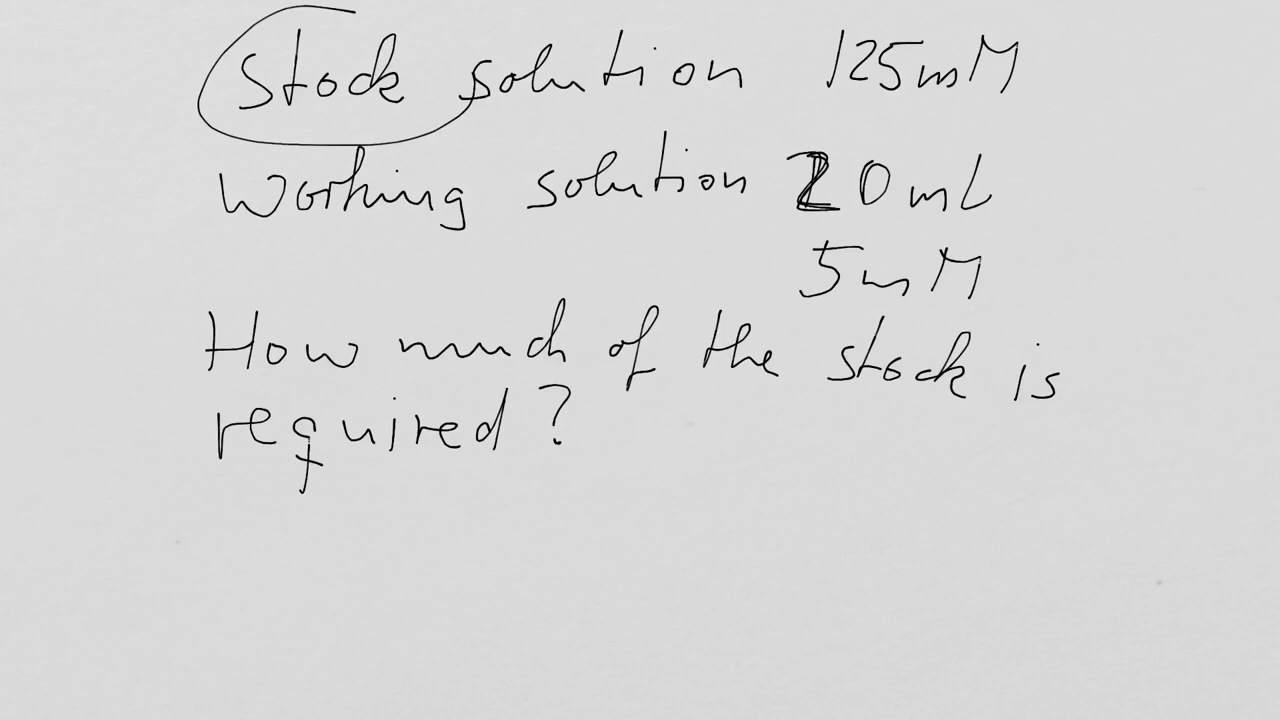 Stock solution 125mM
Working solution 20mL
5mM
How much of the stock is
required?